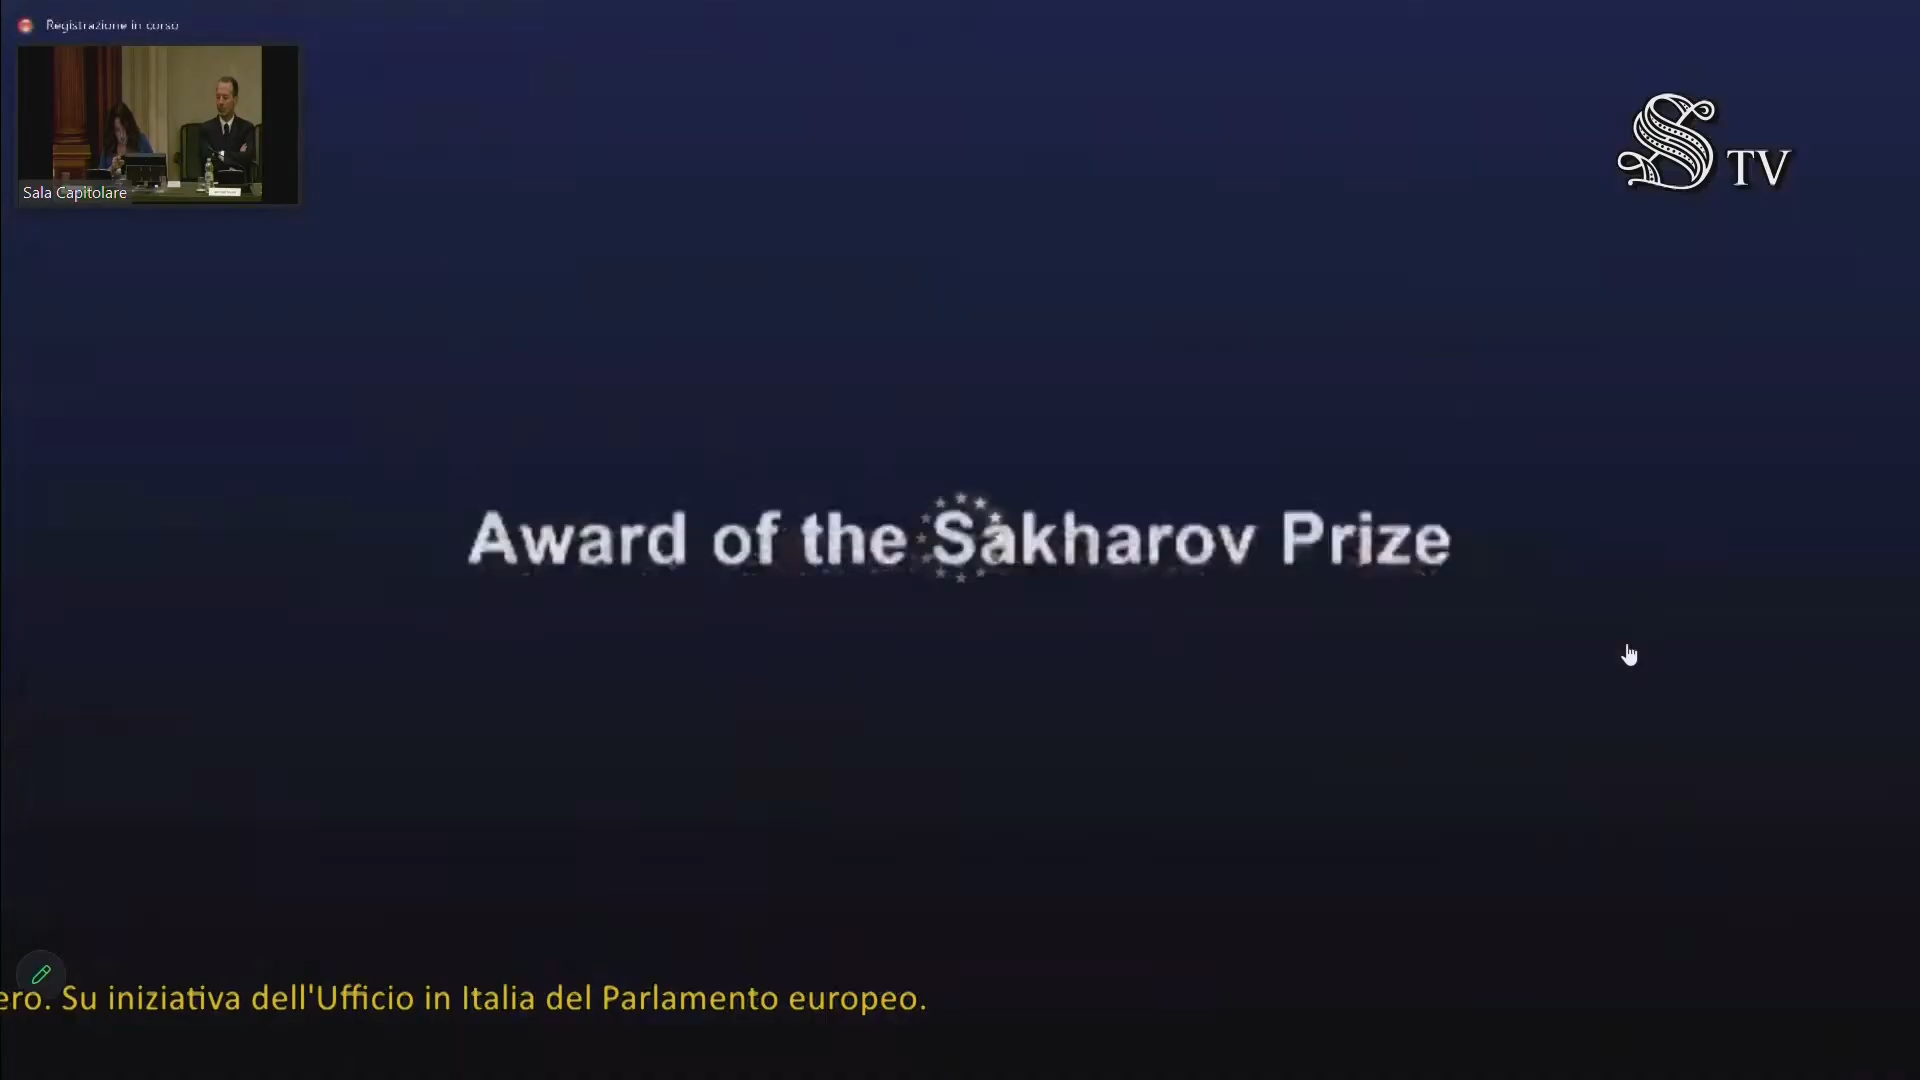 Registrazione in corso
Sala Capitolare
S TV
Award of the Sakharov Prize
ero. Su iniziativa dell'Ufficio in Italia del Parlamento europeo.